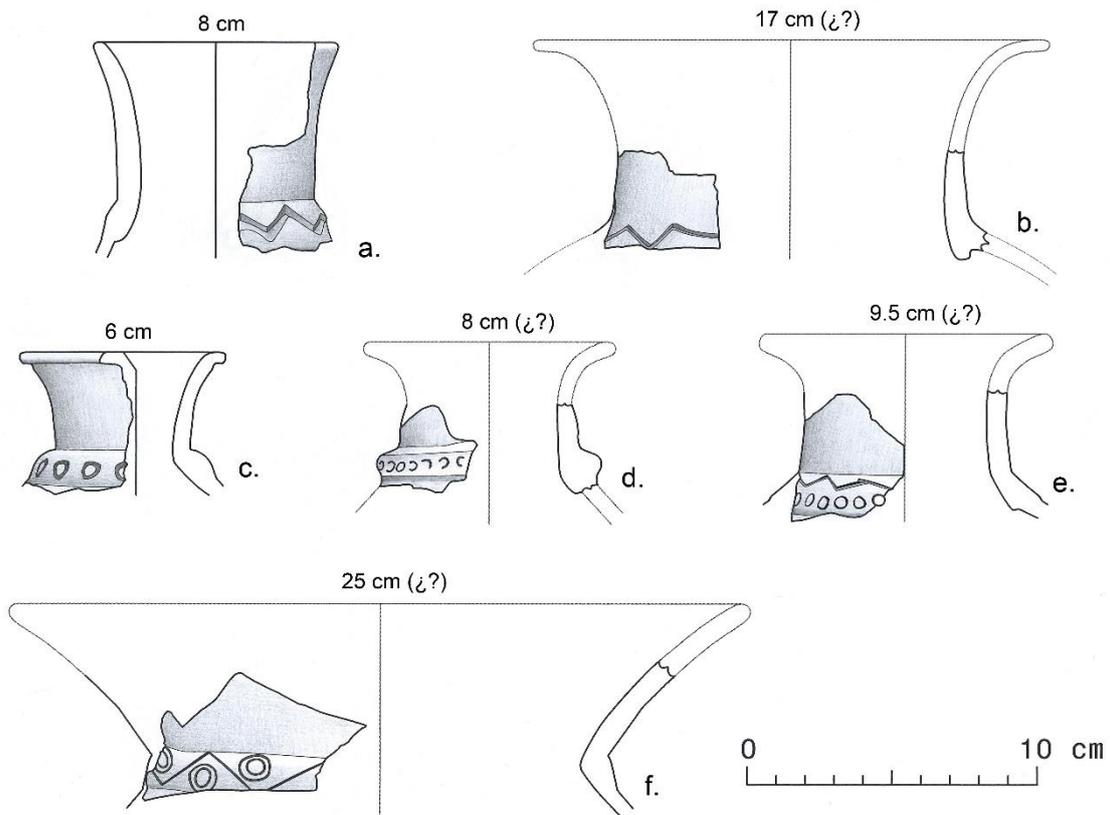 8 cm
17 cm (¿?)
a.
b.
6 cm
8 cm (¿?)
9.5 cm (¿?)
c.
d.
e.
25 cm (¿?)
f.
0 10 cm